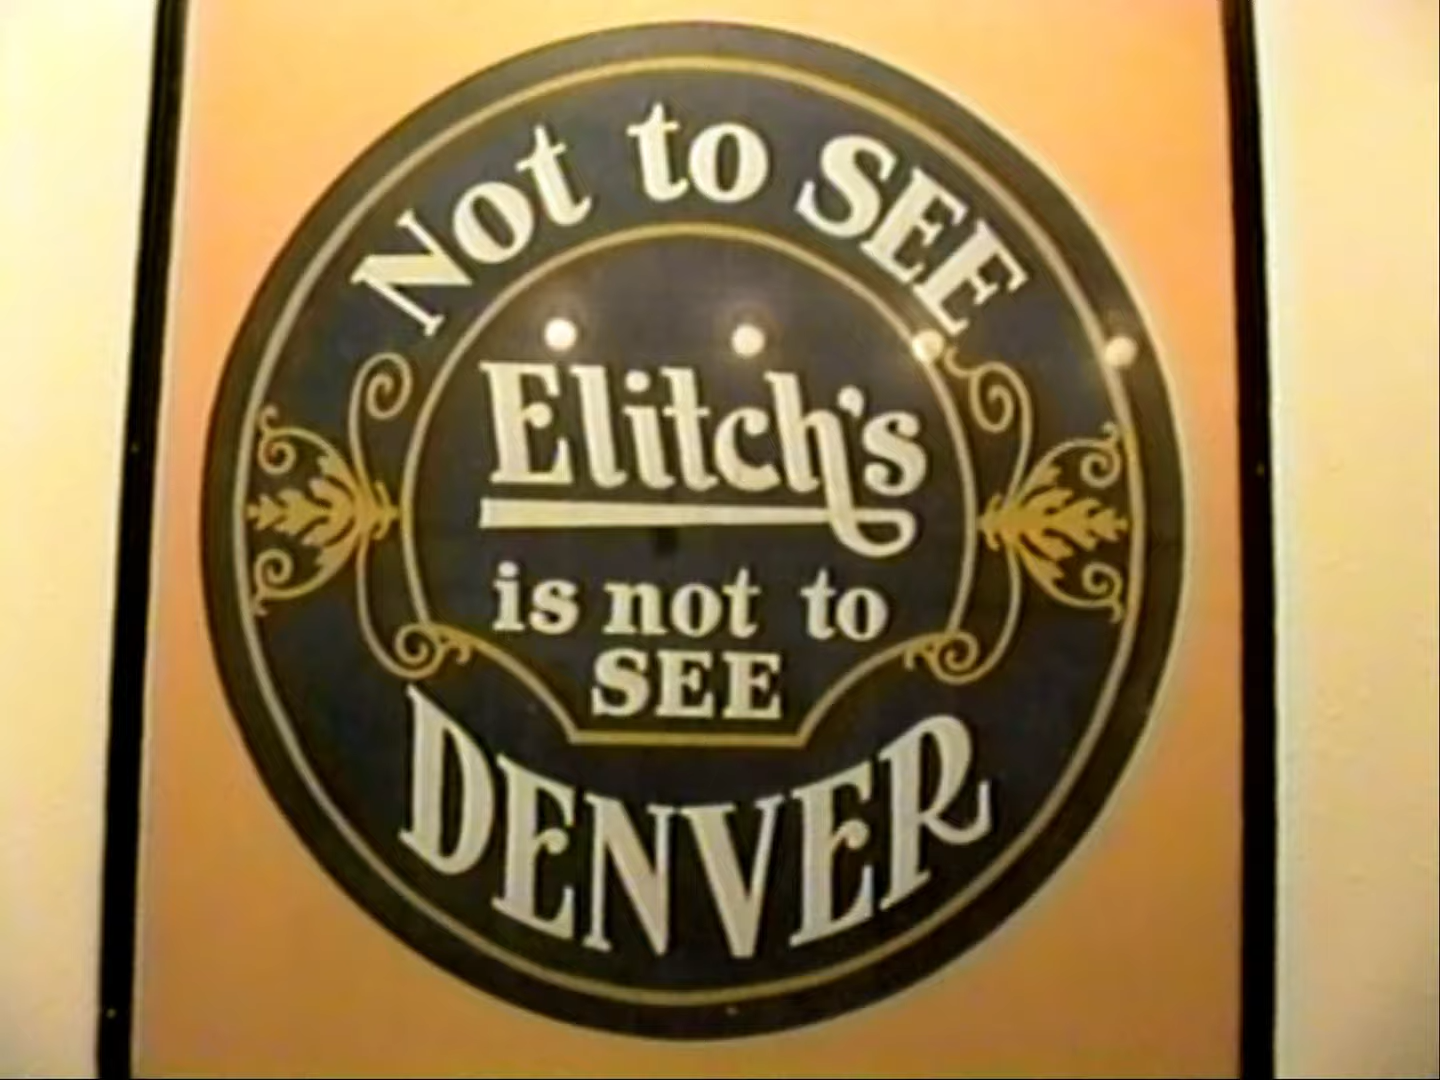 Not to SEE
Elitch's
is not to
SEE
DENVER